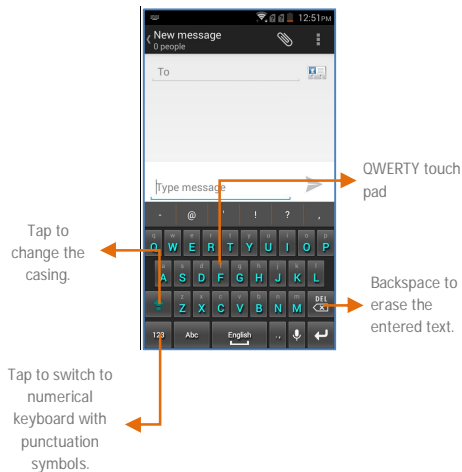 12:51PM
New message
0 people
To
Type message
QWERTY touch
pad
- @ ' ! ? ,
q w e r t y u i o p
Q W E R T Y U I O P
a s d f g h j k l
A S D F G H J K L
z x c v b n m
Z X C V B N M DEL
123 Abc English .,
Tap to
change the
casing.
Backspace to
erase the
entered text.
Tap to switch to
numerical
keyboard with
punctuation
symbols.